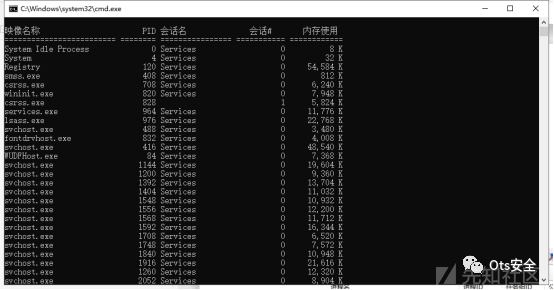 C:\Windows\system32\cmd.exe
映像名称 PID 会话名 会话# 内存使用
========================= ======== ================ =========== ============
System Idle Process 0 Services 0 8 K
System 4 Services 0 32 K
Registry 120 Services 0 54,584 K
smss.exe 408 Services 0 812 K
csrss.exe 708 Services 0 6,240 K
wininit.exe 820 Services 0 7,948 K
csrss.exe 828 1 5,824 K
services.exe 964 Services 0 11,776 K
lsass.exe 976 Services 0 22,768 K
svchost.exe 488 Services 0 3,480 K
fontdrvhost.exe 832 Services 0 4,008 K
svchost.exe 416 Services 0 48,540 K
WUDFHost.exe 84 Services 0 7,368 K
svchost.exe 1144 Services 0 19,604 K
svchost.exe 1200 Services 0 9,360 K
svchost.exe 1392 Services 0 13,704 K
svchost.exe 1404 Services 0 11,032 K
svchost.exe 1548 Services 0 10,932 K
svchost.exe 1556 Services 0 12,200 K
svchost.exe 1568 Services 0 11,712 K
svchost.exe 1592 Services 0 16,344 K
svchost.exe 1708 Services 0 6,520 K
svchost.exe 1748 Services 0 7,572 K
svchost.exe 1840 Services 0 10,948 K
svchost.exe 1916 Services 0 21,616 K
svchost.exe 1260 Services 0 12,320 K
svchost.exe 2052 Services 0 8,904 K
Ots安全
先知社区